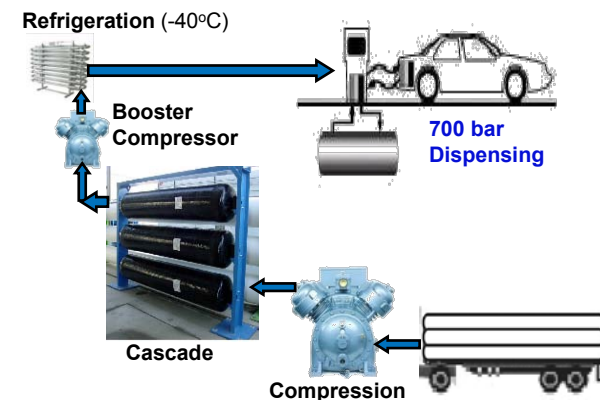 Refrigeration (-40°C)
Booster
Compressor
700 bar
Dispensing
Cascade
Compression